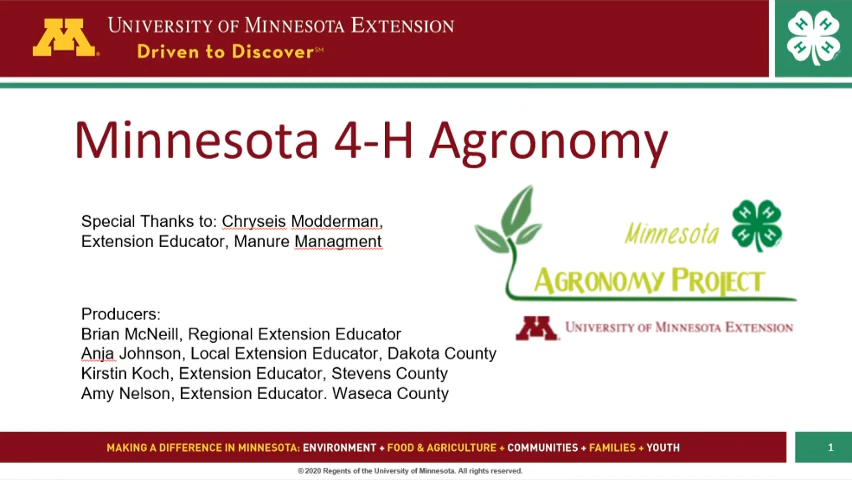 UNIVERSITY OF MINNESOTA EXTENSION
Driven to Discover℠
H H H H
Minnesota 4-H Agronomy
Special Thanks to: Chryseis Modderman,
Extension Educator, Manure Managment
Minnesota
H H H H
AGRONOMY PROJECT
UNIVERSITY OF MINNESOTA EXTENSION
Producers:
Brian McNeill, Regional Extension Educator
Anja Johnson, Local Extension Educator, Dakota County
Kirstin Koch, Extension Educator, Stevens County
Amy Nelson, Extension Educator. Waseca County
MAKING A DIFFERENCE IN MINNESOTA: ENVIRONMENT + FOOD & AGRICULTURE + COMMUNITIES + FAMILIES + YOUTH
1
© 2020 Regents of the University of Minnesota. All rights reserved.